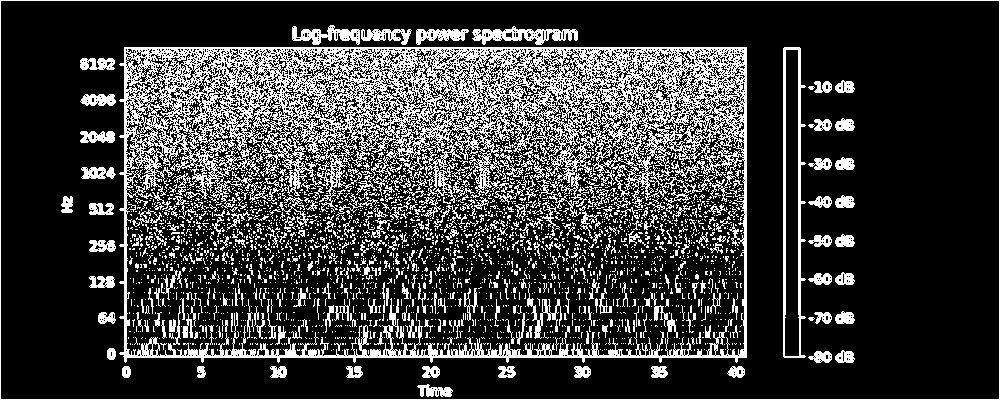 Log-frequency power spectrogram
8192
4096
2048
1024
512
256
128
64
0
Hz
0 5 10 15 20 25 30 35 40
Time
-10 dB
-20 dB
-30 dB
-40 dB
-50 dB
-60 dB
-70 dB
-80 dB